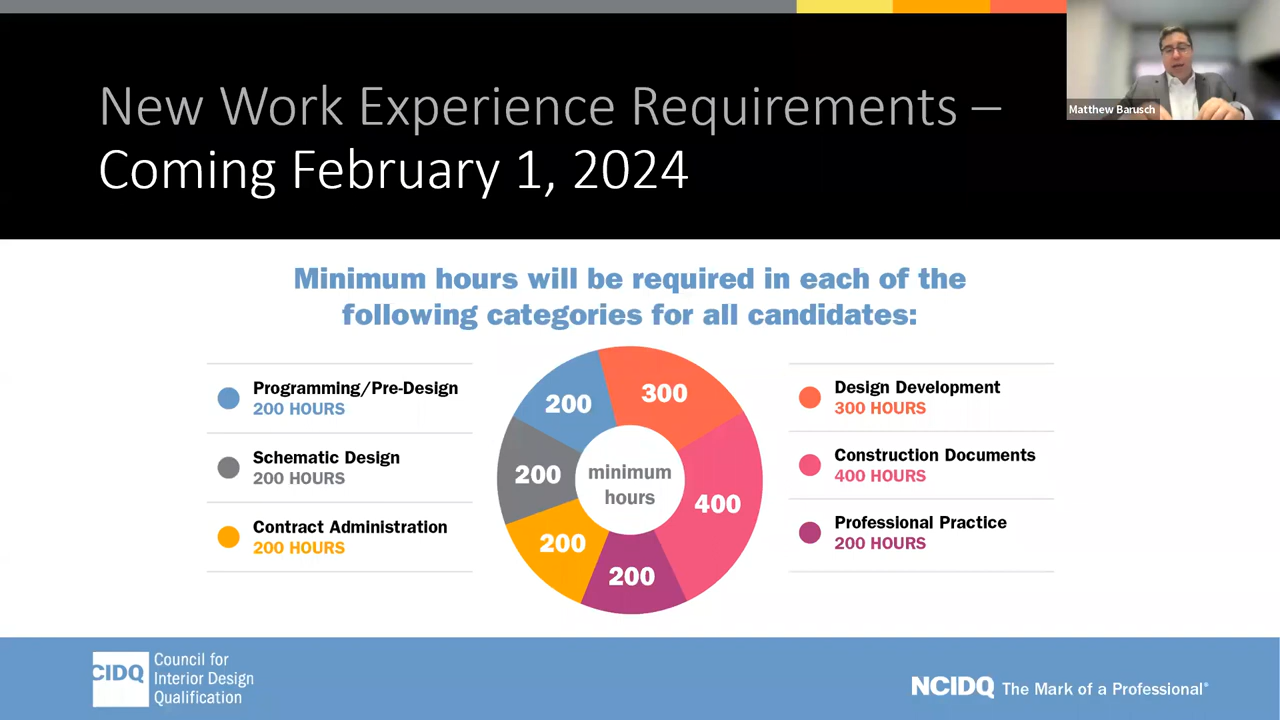 New Work Experience Requirements –
Coming February 1, 2024
Matthew Barusch
Minimum hours will be required in each of the
following categories for all candidates:
Programming/Pre-Design
200 HOURS
Schematic Design
200 HOURS
Contract Administration
200 HOURS
200
300
200
400
200
200
minimum
hours
Design Development
300 HOURS
Construction Documents
400 HOURS
Professional Practice
200 HOURS
CIDQ
Council for
Interior Design
Qualification
NCIDQ The Mark of a Professional®